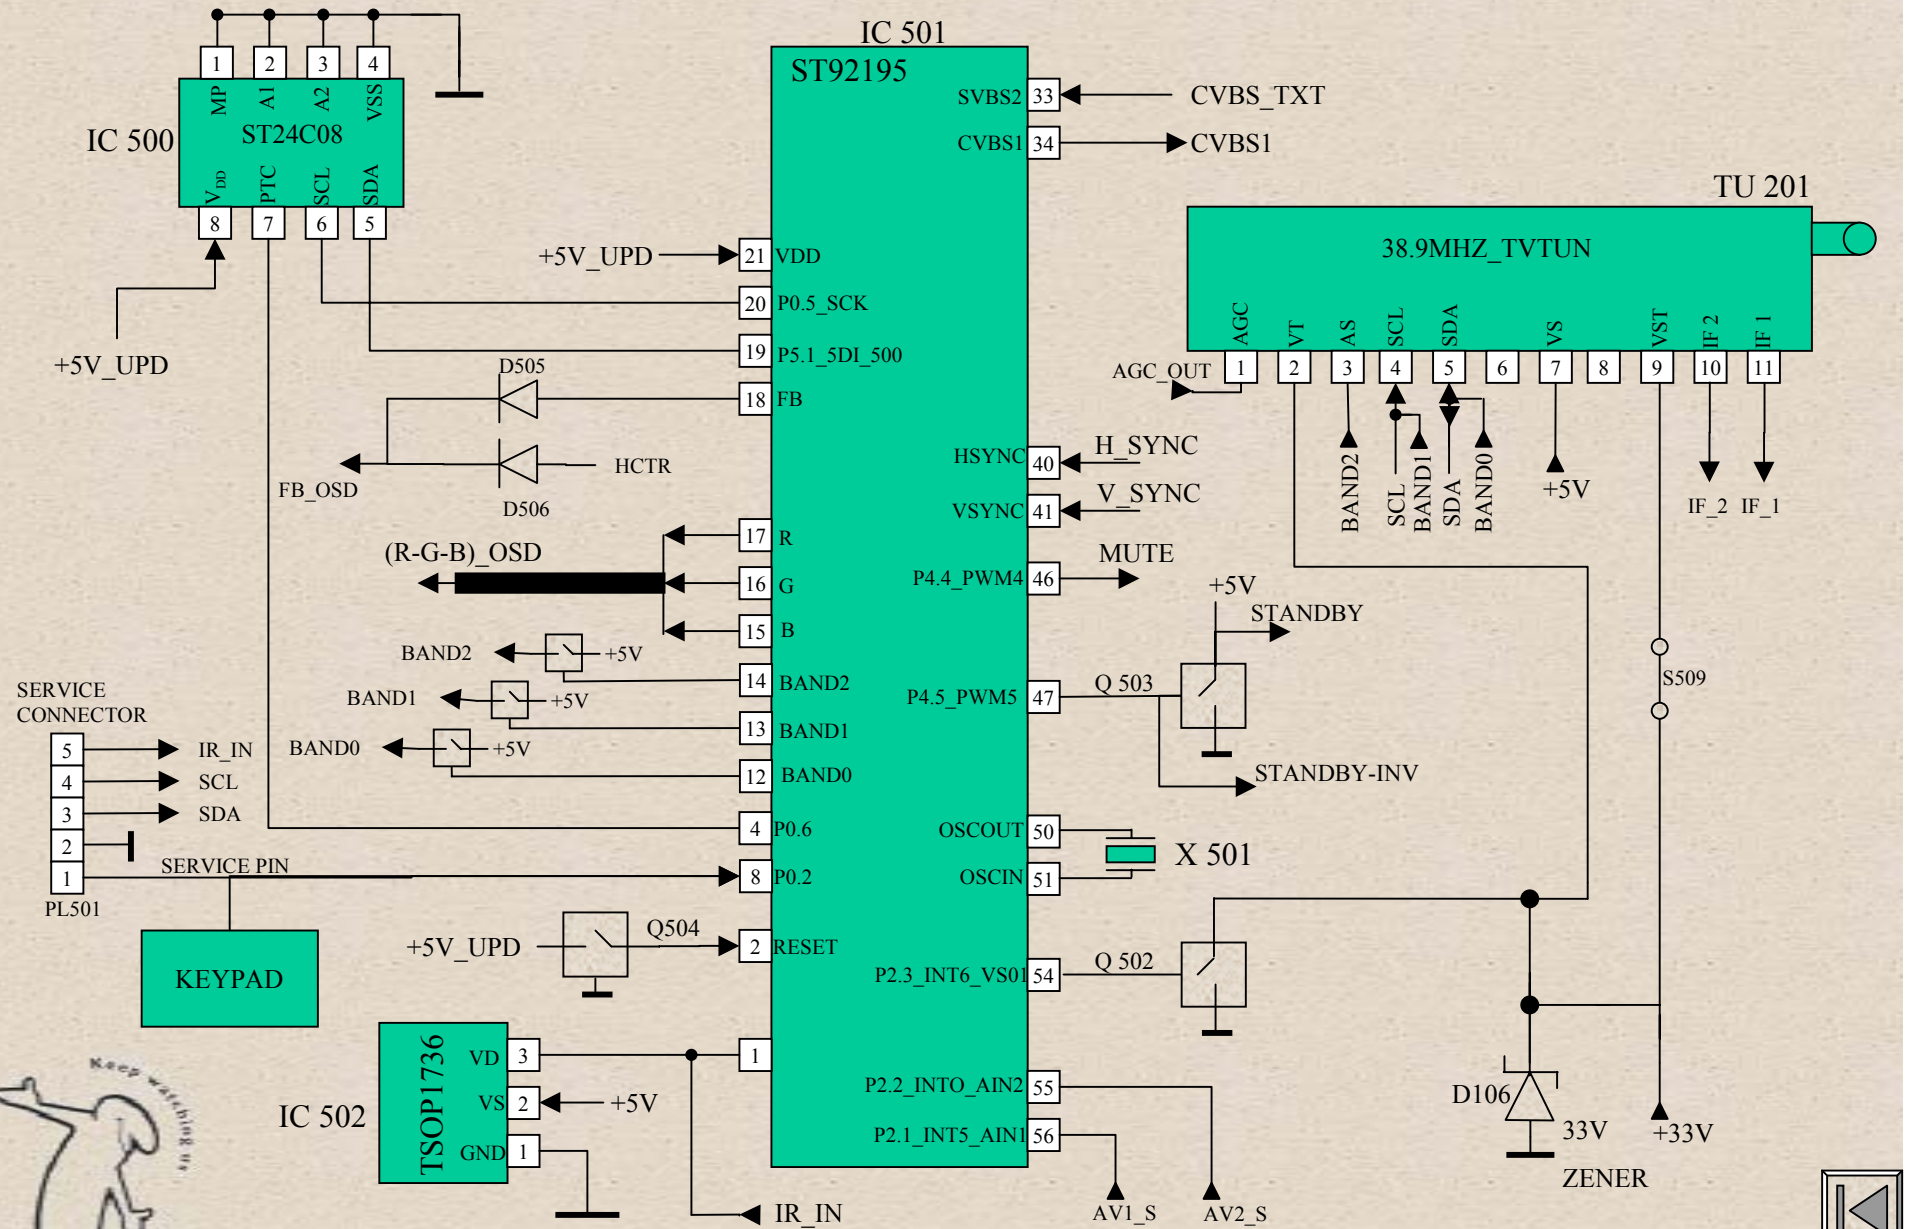 IC 501
ST92195
1 2 3 4
MP A1 A2 VSS
IC 500
ST24C08
VDD PTC SCL SDA
8 7 6 5
+5V_UPD
SVBS2 33 CVBS_TXT
CVBS1 34 CVBS1
TU 201
38.9MHZ_TVTUN
AGC VT AS SCL SDA VS VST IF 2 IF 1
1 2 3 4 5 6 7 8 9 10 11
AGC_OUT
BAND2
SCL
BAND1
SDA
BAND0
+5V
IF_2 IF_1
+5V_UPD 21 VDD
20 P0.5_SCK
19 P5.1_5DI_500
D505
18 FB
HCTR
FB_OSD
D506
HSYNC 40 H_SYNC
VSYNC 41 V_SYNC
(R-G-B)_OSD
17 R
16 G
15 B
P4.4_PWM4 46 MUTE
+5V
STANDBY
BAND2 +5V
14 BAND2
BAND1 +5V
13 BAND1
BAND0 +5V
12 BAND0
P4.5_PWM5 47 Q 503
S509
STANDBY-INV
SERVICE
CONNECTOR
5 IR_IN
4 SCL
3 SDA
2
1 SERVICE PIN
PL501
4 P0.6
8 P0.2
OSCOUT 50
X 501
OSCIN 51
KEYPAD
+5V_UPD Q504 2 RESET
P2.3_INT6_VS01 54 Q 502
IC 502
TSOP1736
VD 3
VS 2 +5V
GND 1
1
IR_IN
P2.2_INTO_AIN2 55
P2.1_INT5_AIN1 56
AV1_S AV2_S
D106
33V
ZENER
+33V
Keep watching us